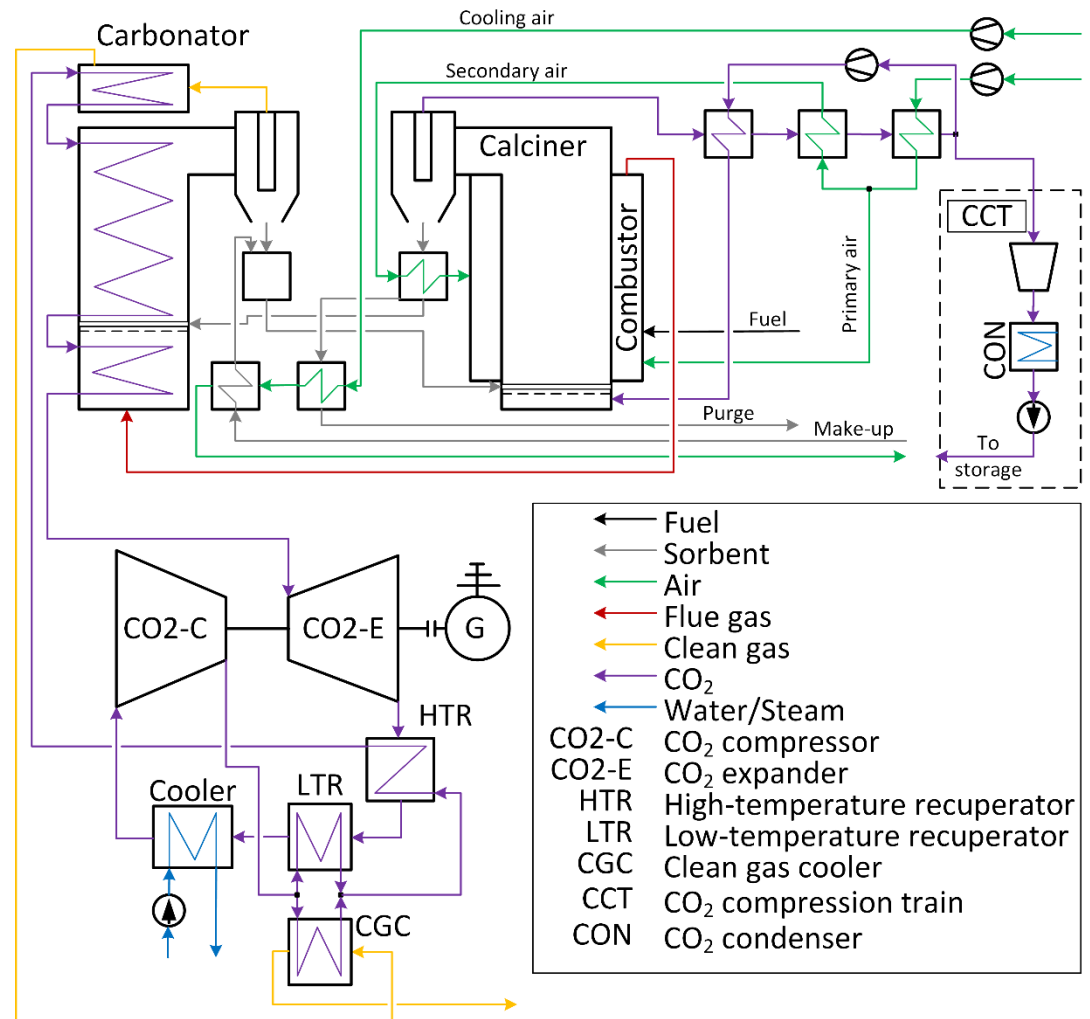 Cooling air
Carbonator
Secondary air
Calciner
CCT
Combustor
Primary air
Fuel
CON
Purge
Make-up
To
storage
CO2-C
CO2-E
G
HTR
Cooler
LTR
CGC
Fuel
Sorbent
Air
Flue gas
Clean gas
CO₂
Water/Steam
CO2-C CO₂ compressor
CO2-E CO₂ expander
HTR High-temperature recuperator
LTR Low-temperature recuperator
CGC Clean gas cooler
CCT CO₂ compression train
CON CO₂ condenser